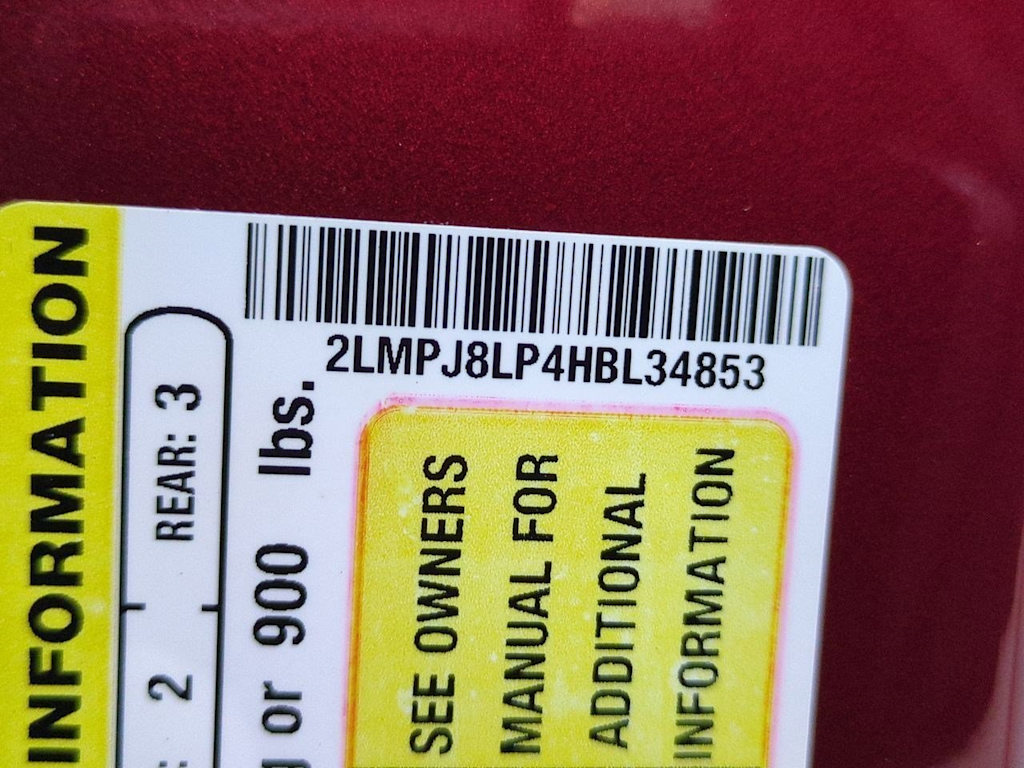 INFORMATION
: 2 REAR: 3
g or 900 lbs.
2LMPJ8LP4HBL34853
SEE OWNERS
MANUAL FOR
ADDITIONAL
INFORMATION